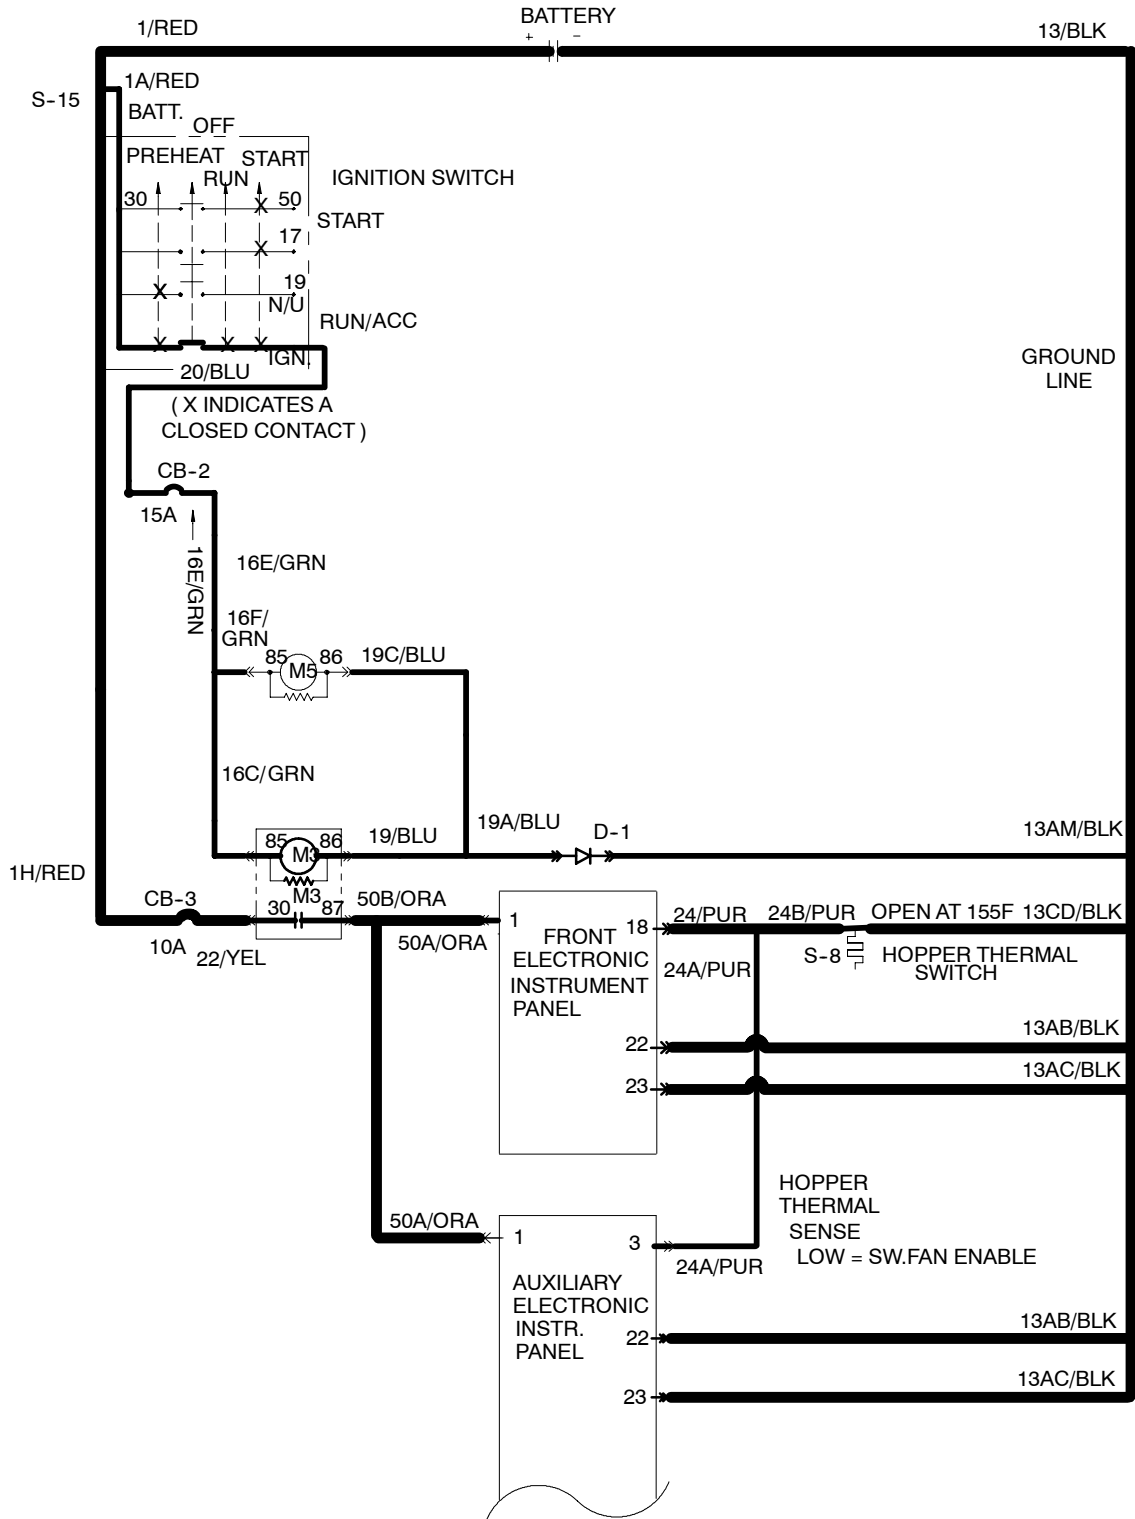 BATTERY
1/RED
+
−
13/BLK
1A/RED
S-15
BATT.
OFF
PREHEAT
START
RUN
IGNITION SWITCH
30
50
START
17
19
N/U
RUN/ACC
IGN.
20/BLU
( X INDICATES A
CLOSED CONTACT )
GROUND
LINE
CB-2
15A
16E/GRN
16E/GRN
16F/
GRN
85
M5
86
19C/BLU
16C/GRN
85
M3
86
19/BLU
19A/BLU
D-1
13AM/BLK
1H/RED
CB-3
M3
30
87
50B/ORA
10A
22/YEL
50A/ORA
1
18
FRONT
ELECTRONIC
INSTRUMENT
PANEL
24/PUR
24B/PUR
OPEN AT 155F
13CD/BLK
S-8
HOPPER THERMAL
SWITCH
24A/PUR
22
13AB/BLK
23
13AC/BLK
HOPPER
THERMAL
SENSE
LOW = SW.FAN ENABLE
50A/ORA
1
3
24A/PUR
AUXILIARY
ELECTRONIC
INSTR.
PANEL
22
13AB/BLK
23
13AC/BLK